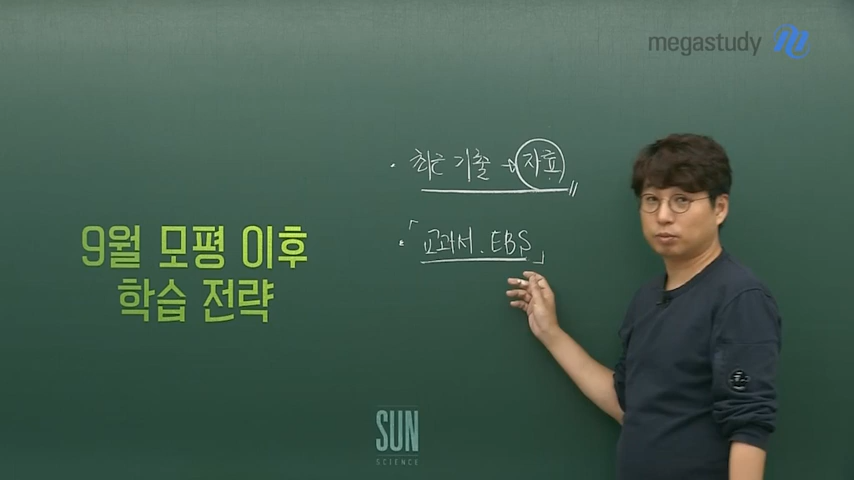 megastudy
· 최근 기출 → 자료
9월 모평 이후
학습 전략
· 「교과서. EBS」
SUN
SCIENCE